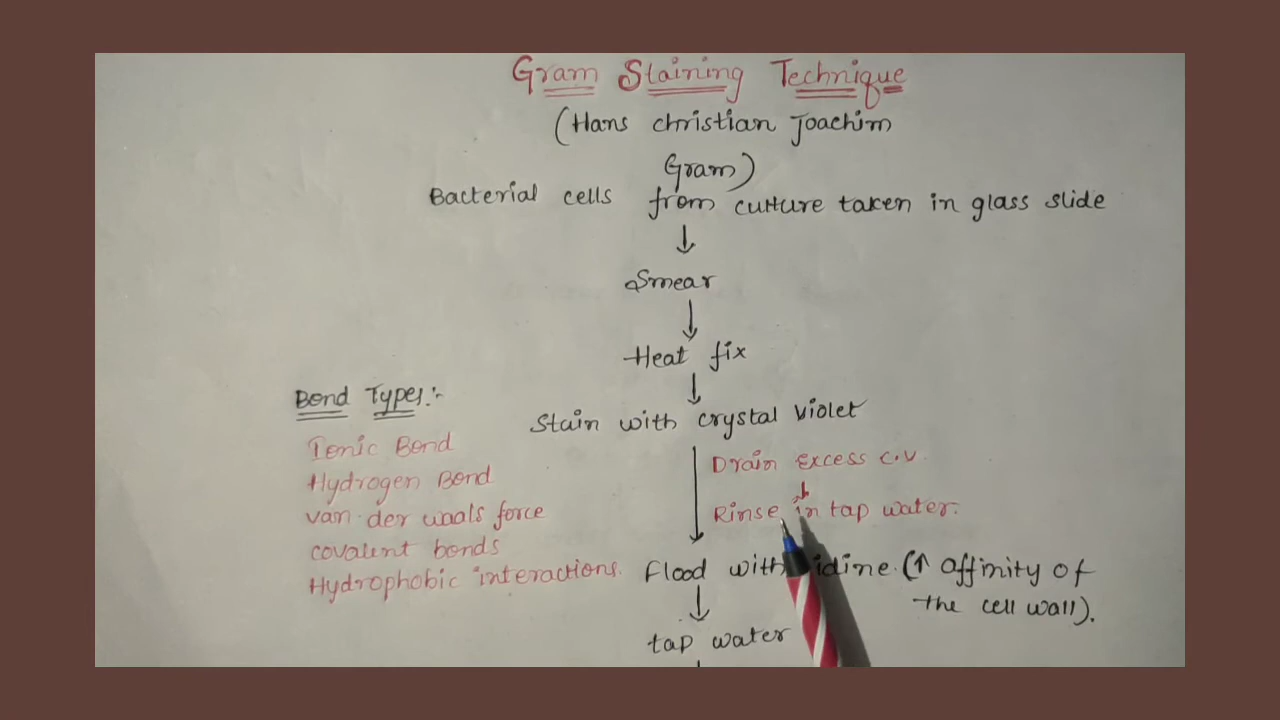 Gram Staining Technique
(Hans christian Joachim
Gram)
Bacterial cells from culture taken in glass slide
Smear
Heat fix
Stain with crystal violet
Drain excess c.v
Rinse in tap water.
Flood with idine (↑ affinity of
the cell wall).
tap water
Bond Types:-
Ionic Bond
Hydrogen Bond
van der waals force
covalent bonds
Hydrophobic interactions.